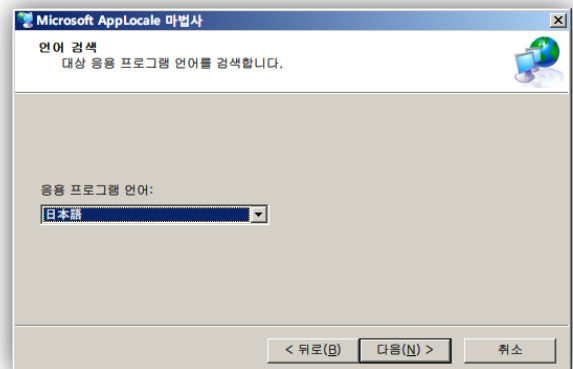 Microsoft AppLocale 마법사
언어 검색
대상 응용 프로그램 언어를 검색합니다.
응용 프로그램 언어:
日本語
< 뒤로(B) 다음(N) > 취소